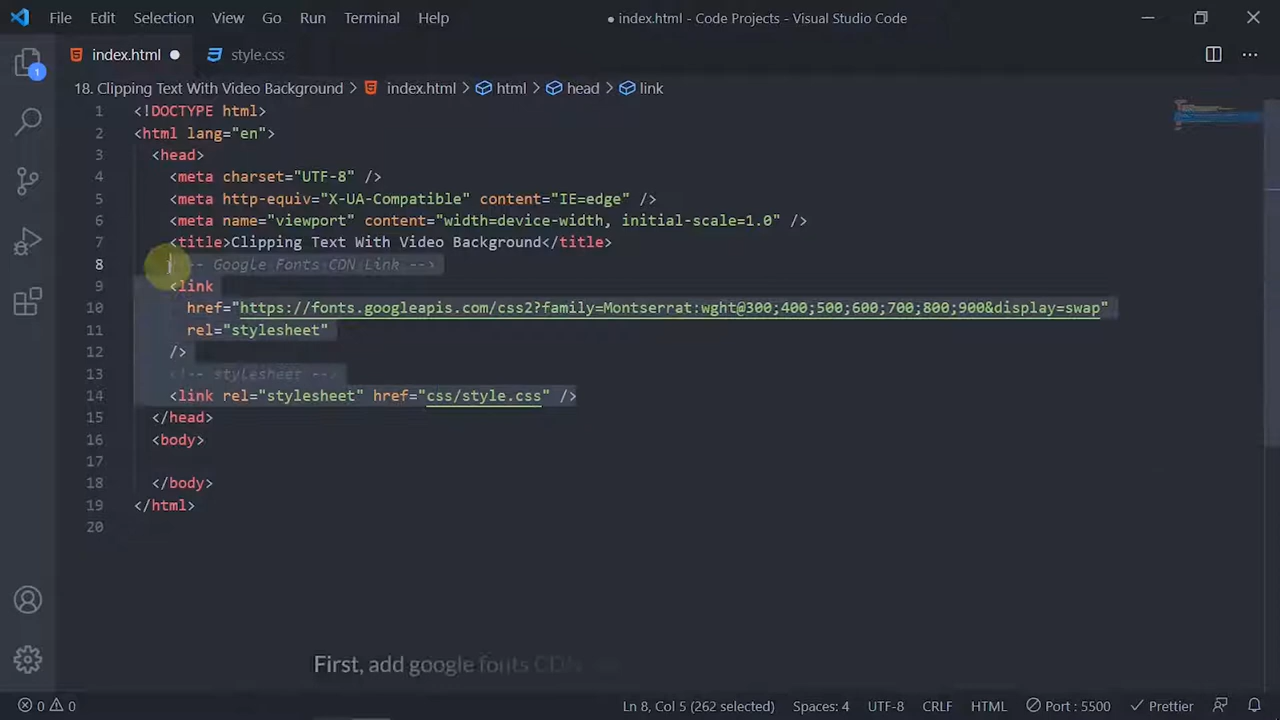 File Edit Selection View Go Run Terminal Help ● index.html - Code Projects - Visual Studio Code
index.html ● style.css
18. Clipping Text With Video Background > index.html > html > head > link
1 <!DOCTYPE html>
2 <html lang="en">
3 <head>
4 <meta charset="UTF-8" />
5 <meta http-equiv="X-UA-Compatible" content="IE=edge" />
6 <meta name="viewport" content="width=device-width, initial-scale=1.0" />
7 <title>Clipping Text With Video Background</title>
8 <!-- Google Fonts CDN Link -->
9 <link
10 href="https://fonts.googleapis.com/css2?family=Montserrat:wght@300;400;500;600;700;800;900&display=swap"
11 rel="stylesheet"
12 />
13 <!-- stylesheet -->
14 <link rel="stylesheet" href="css/style.css" />
15 </head>
16 <body>
17
18 </body>
19 </html>
20
1
First, add google fonts CDN
0 0 Ln 8, Col 5 (262 selected) Spaces: 4 UTF-8 CRLF HTML Port : 5500 Prettier